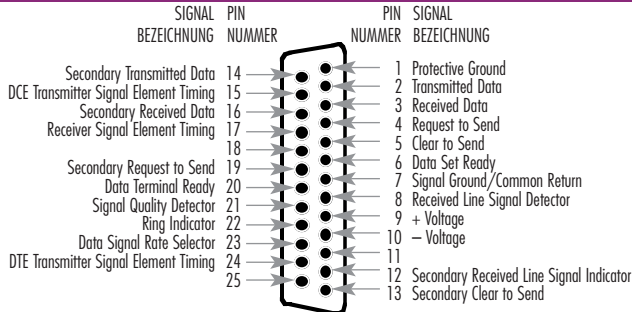 SIGNAL PIN
BEZEICHNUNG NUMMER
Secondary Transmitted Data 14
DCE Transmitter Signal Element Timing 15
Secondary Received Data 16
Receiver Signal Element Timing 17
18
Secondary Request to Send 19
Data Terminal Ready 20
Signal Quality Detector 21
Ring Indicator 22
Data Signal Rate Selector 23
DTE Transmitter Signal Element Timing 24
25
PIN SIGNAL
NUMMER BEZEICHNUNG
1 Protective Ground
2 Transmitted Data
3 Received Data
4 Request to Send
5 Clear to Send
6 Data Set Ready
7 Signal Ground/Common Return
8 Received Line Signal Detector
9 + Voltage
10 – Voltage
11
12 Secondary Received Line Signal Indicator
13 Secondary Clear to Send